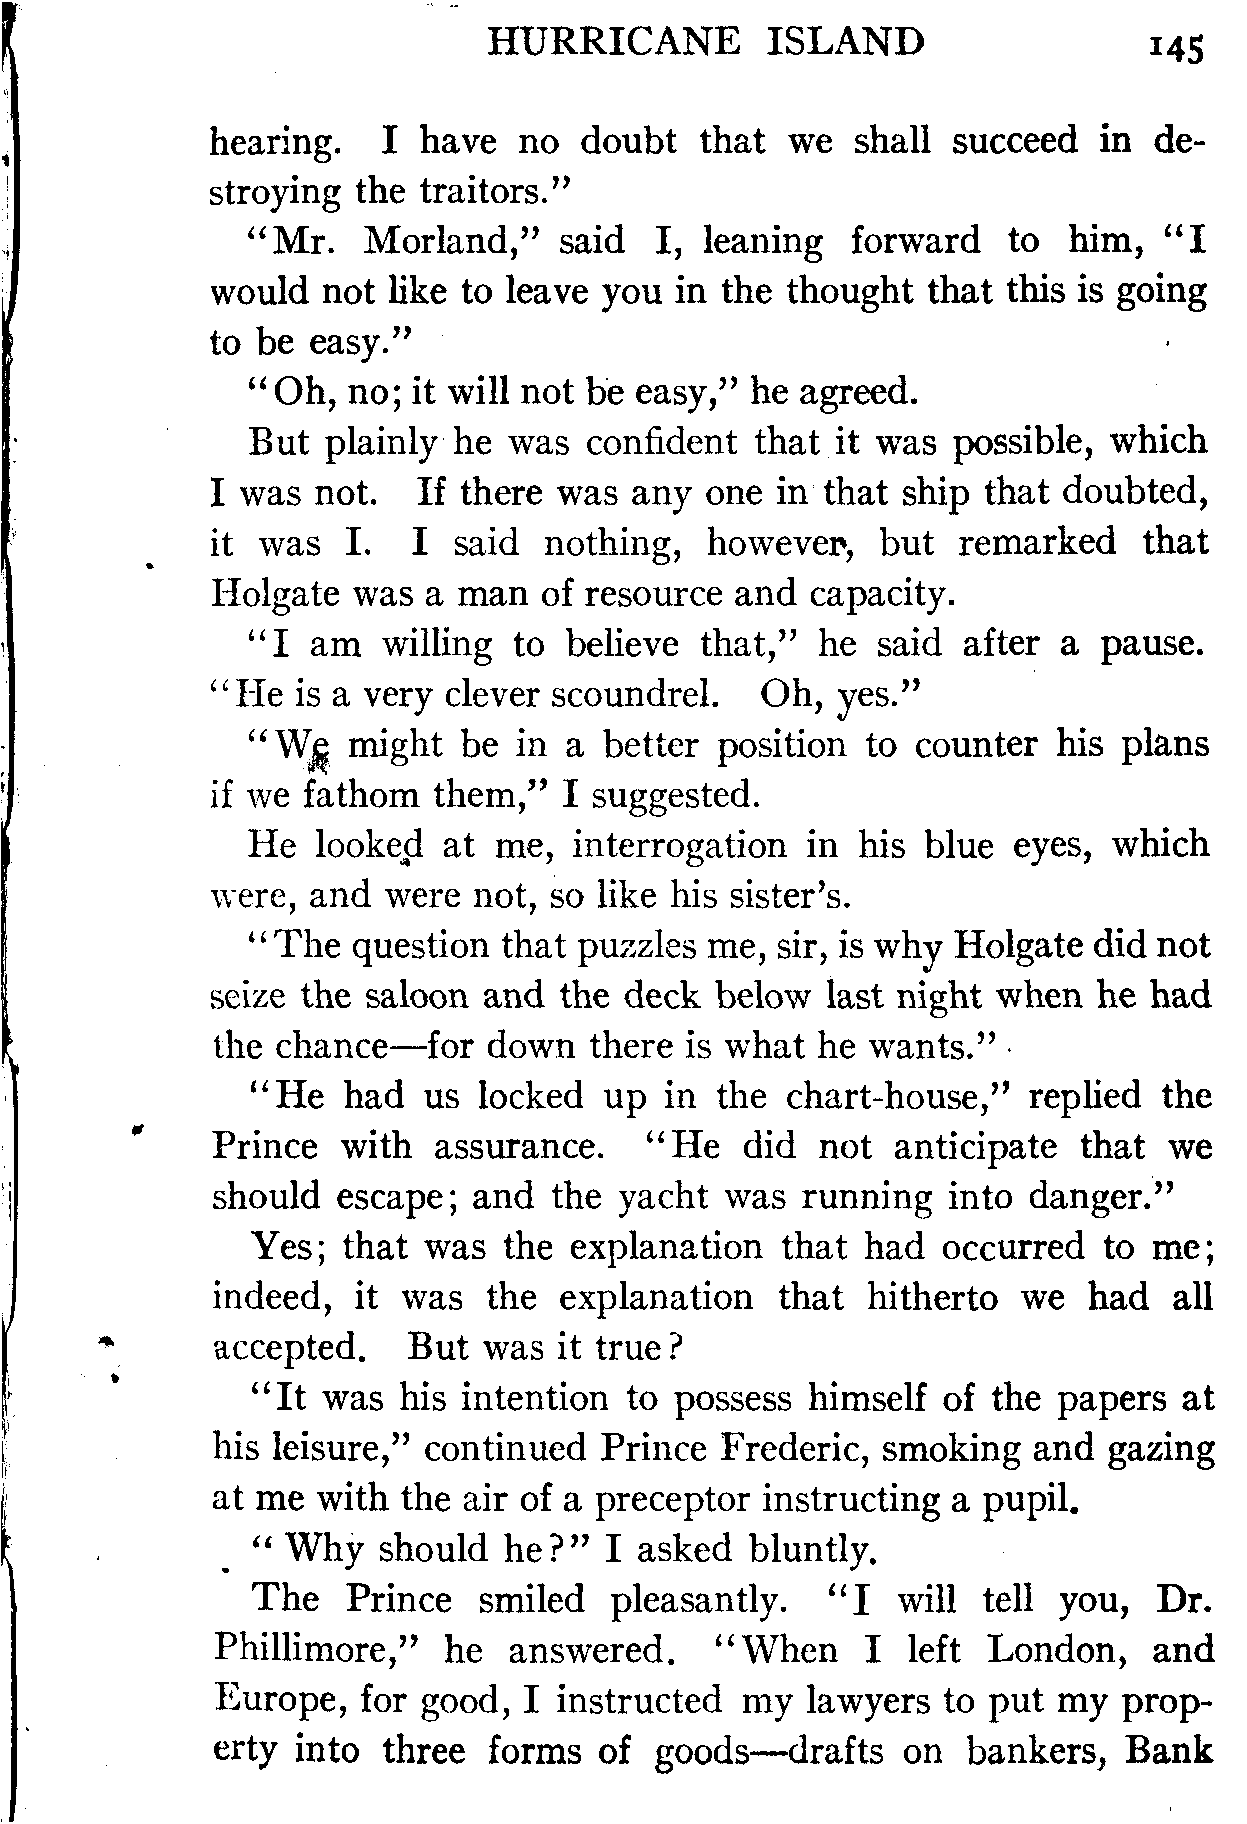 HURRICANE ISLAND 145
hearing. I have no doubt that we shall succeed in de-
stroying the traitors."
"Mr. Morland," said I, leaning forward to him, "I
would not like to leave you in the thought that this is going
to be easy."
"Oh, no; it will not be easy," he agreed.
But plainly he was confident that it was possible, which
I was not. If there was any one in that ship that doubted,
it was I. I said nothing, however, but remarked that
Holgate was a man of resource and capacity.
"I am willing to believe that," he said after a pause.
"He is a very clever scoundrel. Oh, yes."
"We might be in a better position to counter his plans
if we fathom them," I suggested.
He looked at me, interrogation in his blue eyes, which
were, and were not, so like his sister's.
"The question that puzzles me, sir, is why Holgate did not
seize the saloon and the deck below last night when he had
the chance—for down there is what he wants."
"He had us locked up in the chart-house," replied the
Prince with assurance. "He did not anticipate that we
should escape; and the yacht was running into danger."
Yes; that was the explanation that had occurred to me;
indeed, it was the explanation that hitherto we had all
accepted. But was it true?
"It was his intention to possess himself of the papers at
his leisure," continued Prince Frederic, smoking and gazing
at me with the air of a preceptor instructing a pupil.
"Why should he?" I asked bluntly.
The Prince smiled pleasantly. "I will tell you, Dr.
Phillimore," he answered. "When I left London, and
Europe, for good, I instructed my lawyers to put my prop-
erty into three forms of goods—drafts on bankers, Bank